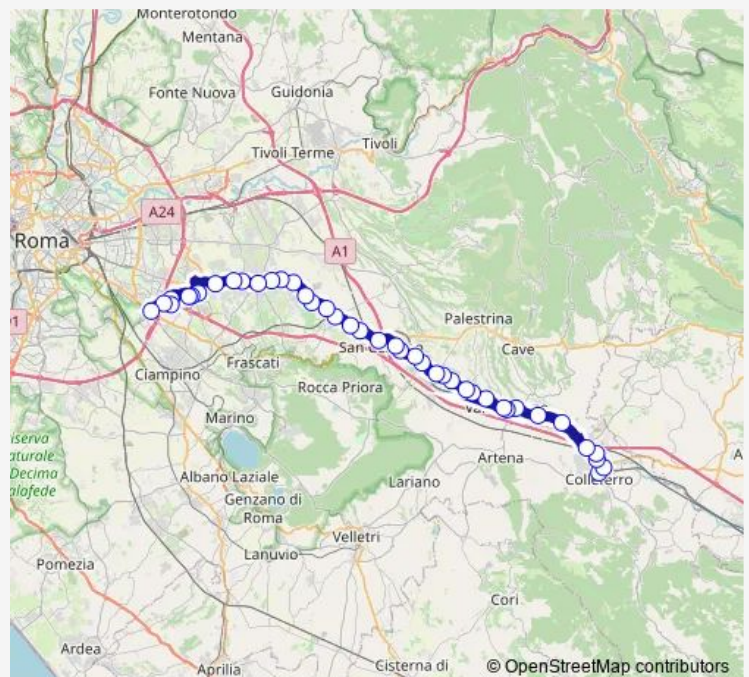 Monterotondo
Mentana
Fonte Nuova
Guidonia
Tivoli
Tivoli Terme
A24
Roma
A1
Palestrina
Cave
Frascati
Ciampino
Rocca Priora
Marino
Artena
Albano Laziale
Lariano
Colleferro
Genzano di
Roma
Velletri
Lanuvio
Pomezia
Cori
Ardea
Aprilia
Cisterna di
© OpenStreetMap contributors